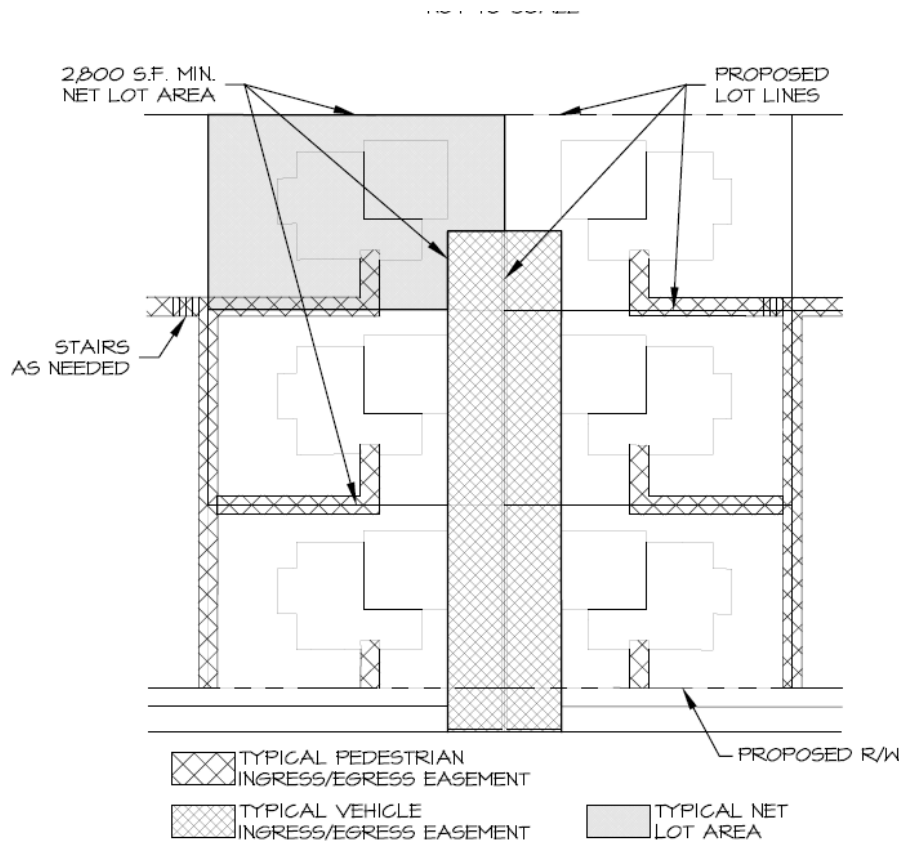 2,800 S.F. MIN.
NET LOT AREA
PROPOSED
LOT LINES
STAIRS
AS NEEDED
PROPOSED R/W
TYPICAL PEDESTRIAN
INGRESS/EGRESS EASEMENT
TYPICAL VEHICLE
INGRESS/EGRESS EASEMENT
TYPICAL NET
LOT AREA